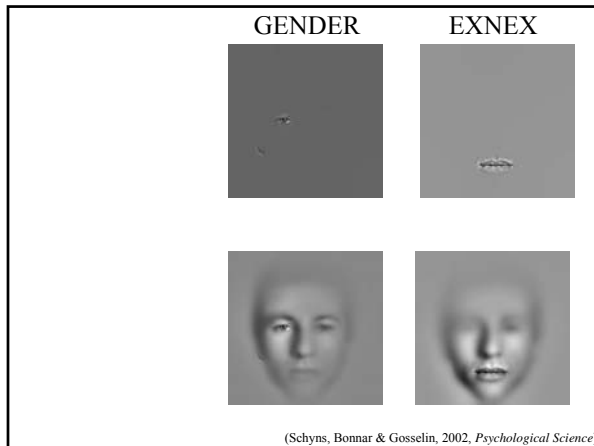 GENDER EXNEX
(Schyns, Bonnar & Gosselin, 2002, Psychological Science